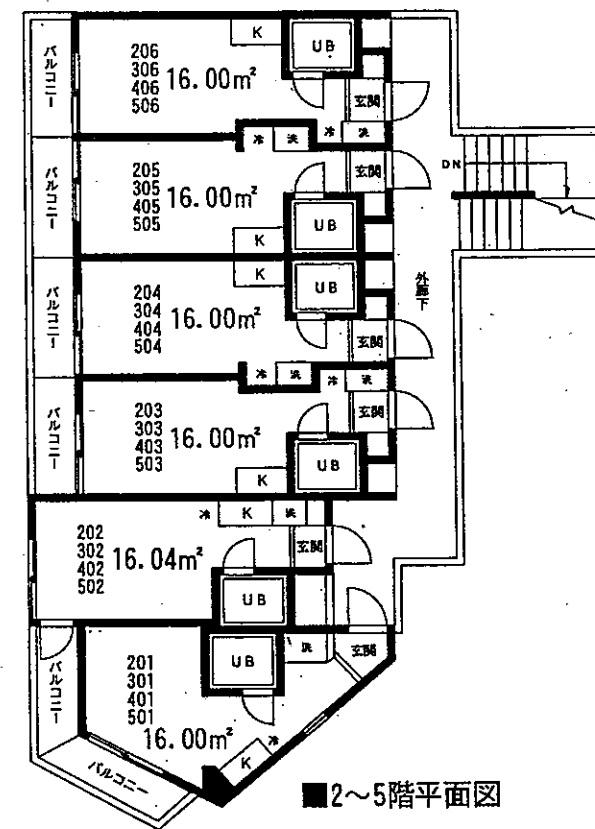 K
UB
バルコニー
206
306
406
506
16.00m²
玄関
冷 洗
冷 洗
バルコニー
205
305
405
505
16.00m²
玄関
DN
UB
K
K
UB
バルコニー
204
304
404
504
16.00m²
外廊下
玄関
冷 洗
冷 洗
バルコニー
203
303
403
503
16.00m²
玄関
UB
K
冷 K 洗
202
302
402
502
16.04m²
玄関
UB
バルコニー
201
301
401
501
16.00m²
UB
洗
玄関
冷
K
バルコニー
■2～5階平面図